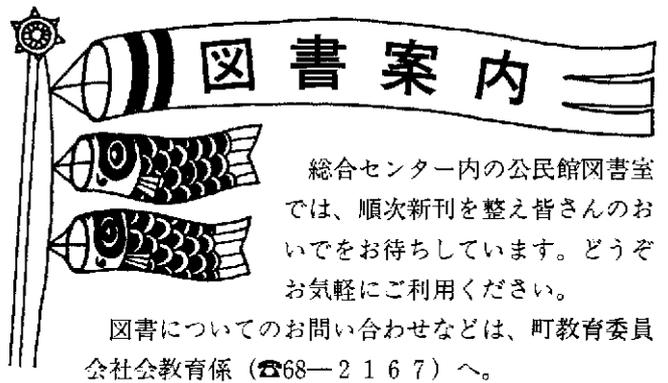 図書案内
総合センター内の公民館図書室
では、順次新刊を整え皆さんのお
いでをお待ちしています。どうぞ
お気軽にご利用ください。
図書についてのお問い合わせなどは、町教育委員
会社会教育係（☎68―2167）へ。